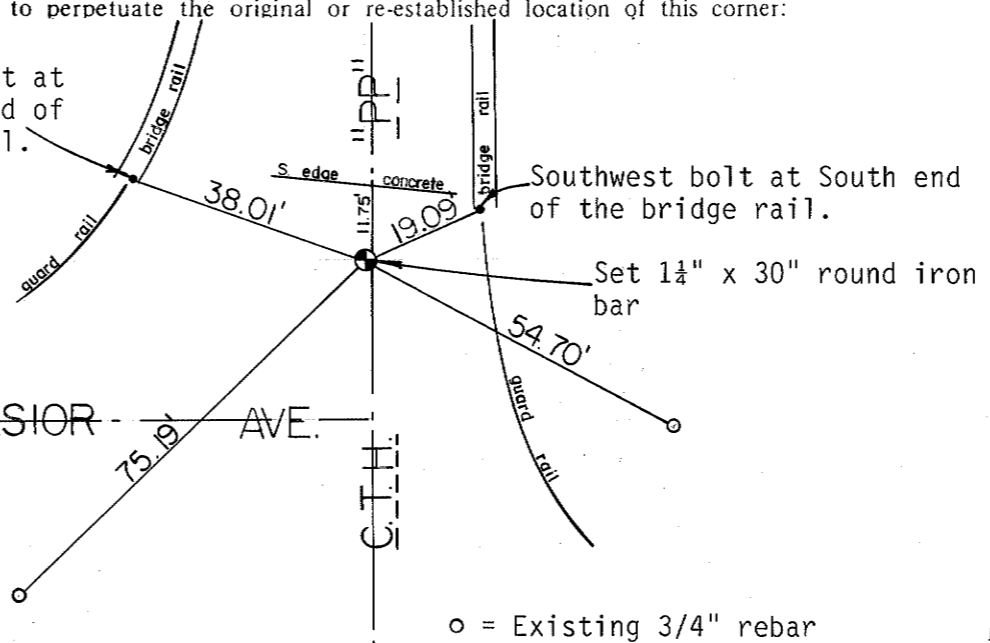 to perpetuate the original or re-established location of this corner:
t at
d of
l.
bridge rail
"PP"
bridge rail
S edge concrete
Southwest bolt at South end
of the bridge rail.
38.01'
11.75'
19.09'
guard rail
Set 1¼" x 30" round iron
bar
54.70'
guard rail
SIOR AVE.
75.19'
C.T.H.
o = Existing 3/4" rebar